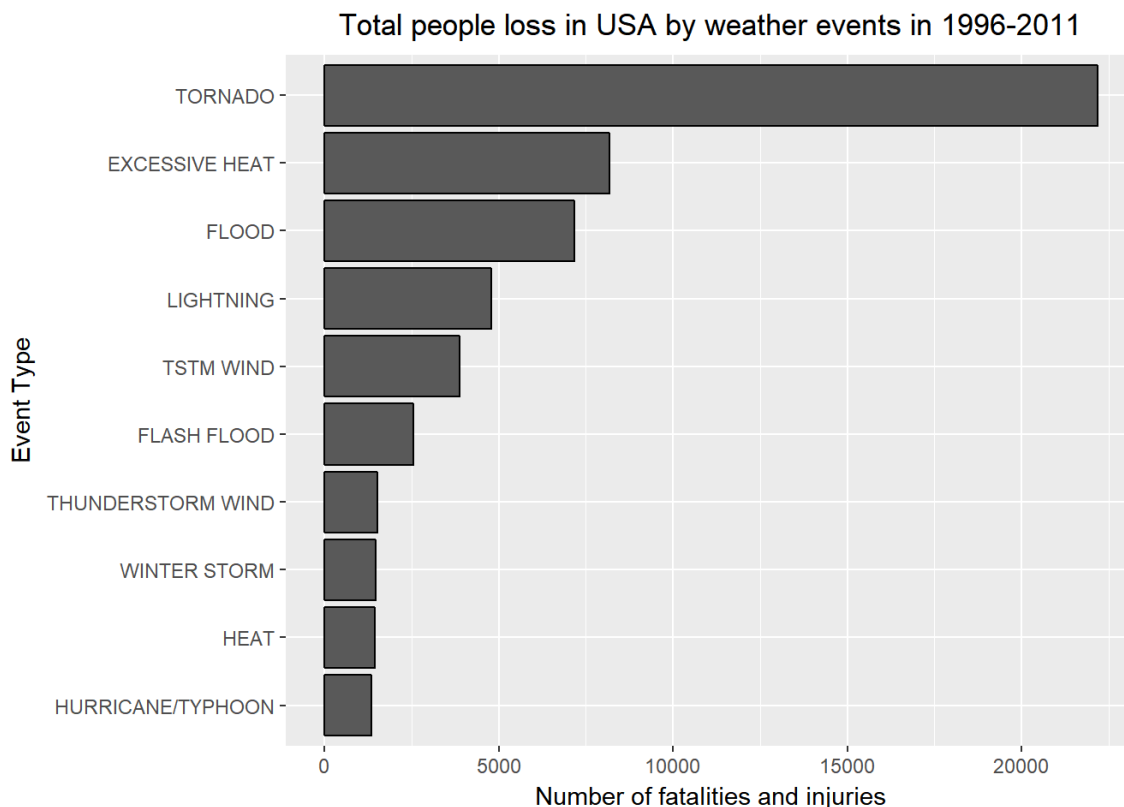 Total people loss in USA by weather events in 1996-2011
Event Type
TORNADO
EXCESSIVE HEAT
FLOOD
LIGHTNING
TSTM WIND
FLASH FLOOD
THUNDERSTORM WIND
WINTER STORM
HEAT
HURRICANE/TYPHOON
0 5000 10000 15000 20000
Number of fatalities and injuries